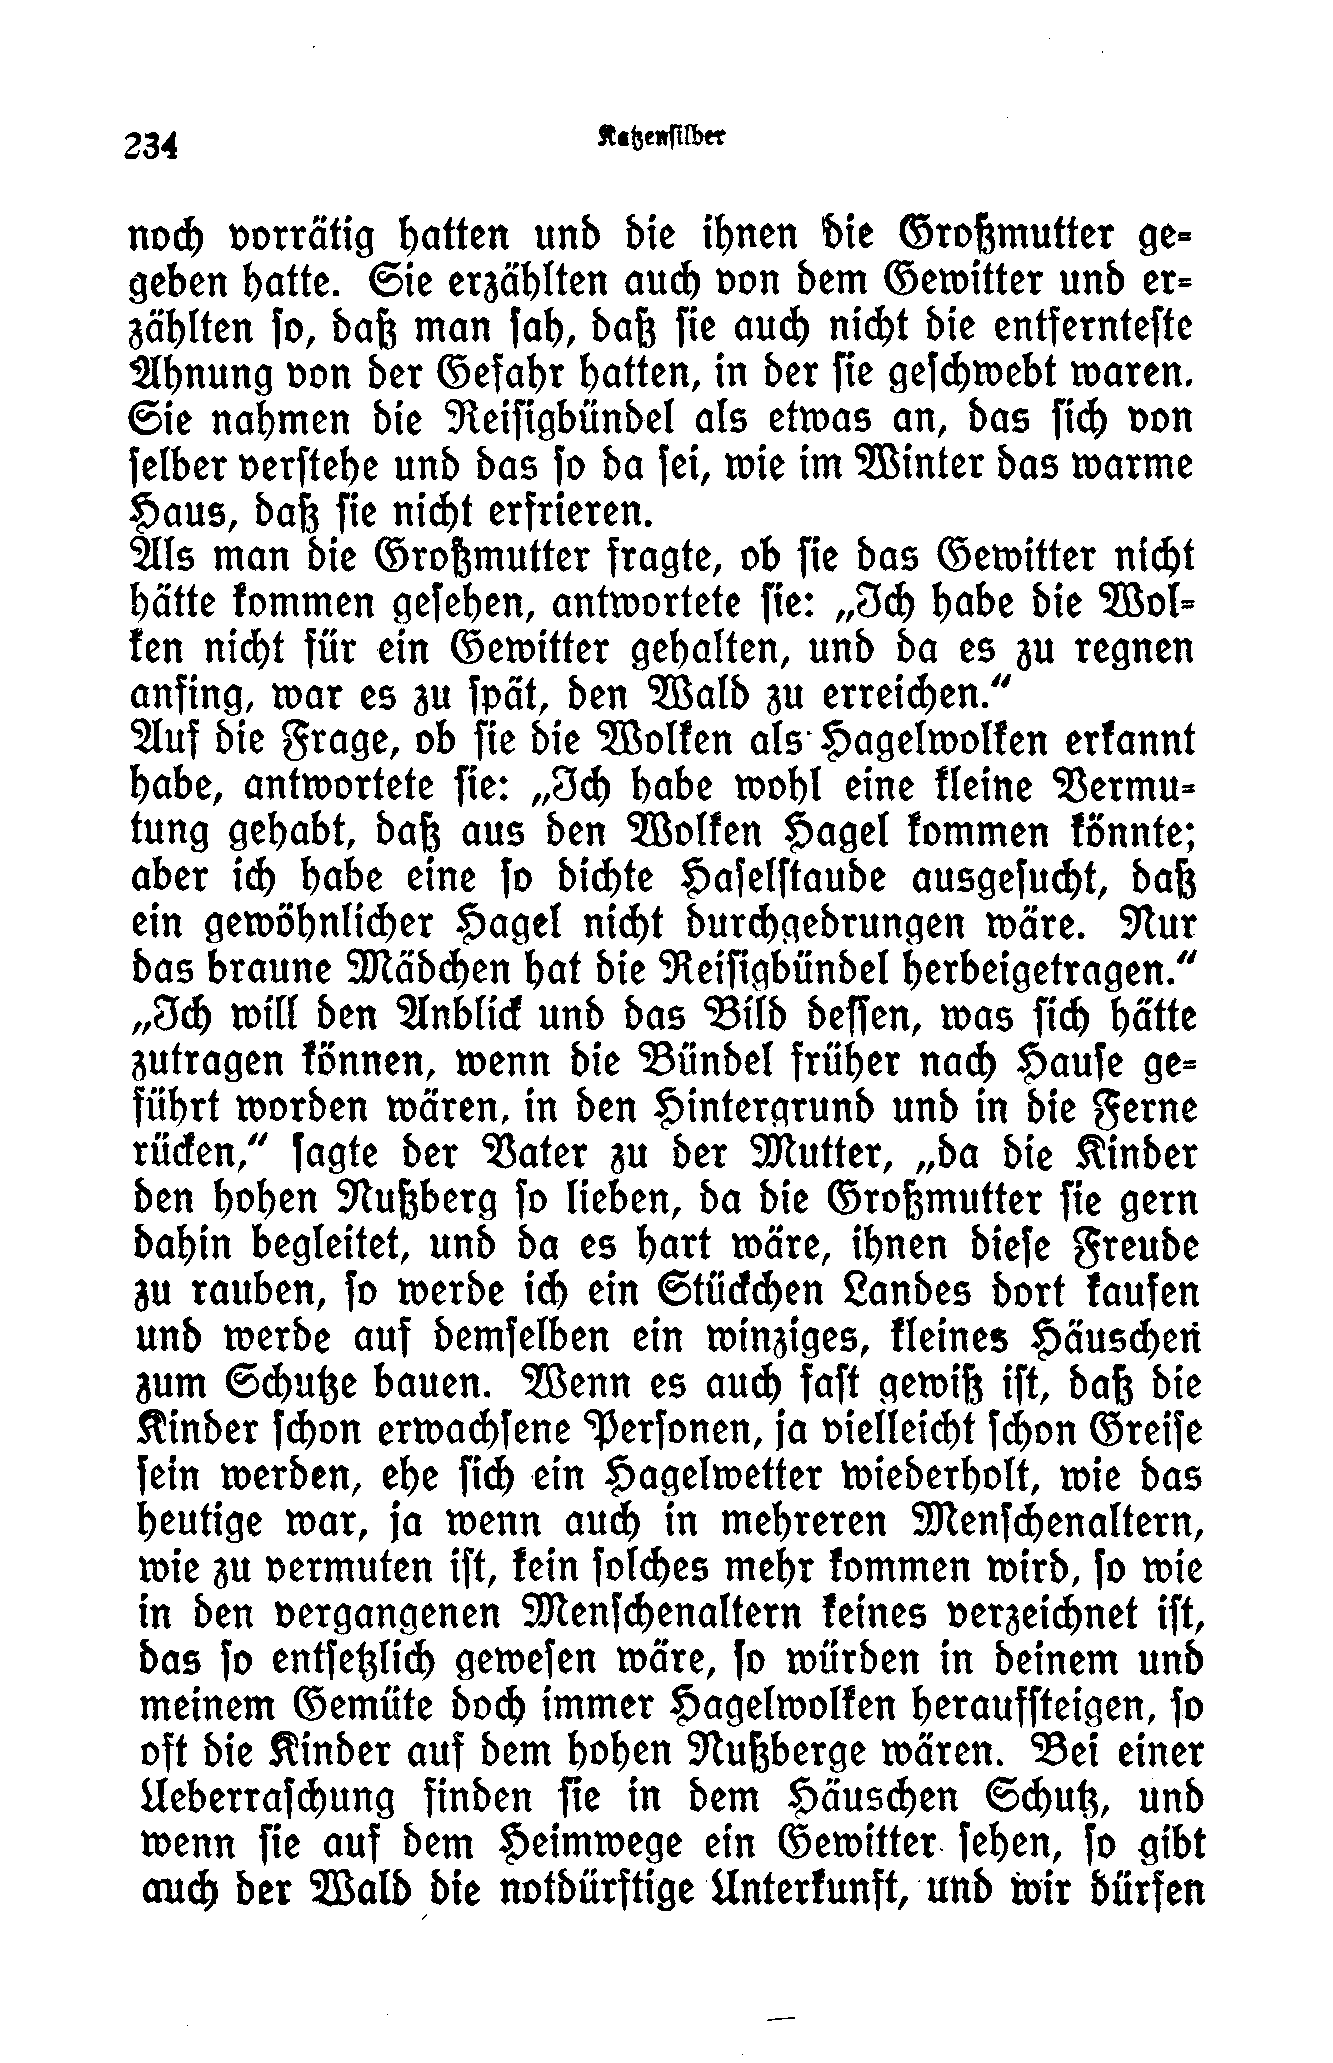 234
Katzensilber
noch vorrätig hatten und die ihnen die Großmutter ge-
geben hatte. Sie erzählten auch von dem Gewitter und er-
zählten so, daß man sah, daß sie auch nicht die entfernteste
Ahnung von der Gefahr hatten, in der sie geschwebt waren.
Sie nahmen die Reisigbündel als etwas an, das sich von
selber verstehe und das so da sei, wie im Winter das warme
Haus, daß sie nicht erfrieren.
Als man die Großmutter fragte, ob sie das Gewitter nicht
hätte kommen gesehen, antwortete sie: „Ich habe die Wol-
ken nicht für ein Gewitter gehalten, und da es zu regnen
anfing, war es zu spät, den Wald zu erreichen.“
Auf die Frage, ob sie die Wolken als Hagelwolken erkannt
habe, antwortete sie: „Ich habe wohl eine kleine Vermu-
tung gehabt, daß aus den Wolken Hagel kommen könnte;
aber ich habe eine so dichte Haselstaude ausgesucht, daß
ein gewöhnlicher Hagel nicht durchgedrungen wäre. Nur
das braune Mädchen hat die Reisigbündel herbeigetragen.“
„Ich will den Anblick und das Bild dessen, was sich hätte
zutragen können, wenn die Bündel früher nach Hause ge-
führt worden wären, in den Hintergrund und in die Ferne
rücken,“ sagte der Vater zu der Mutter, „da die Kinder
den hohen Nußberg so lieben, da die Großmutter sie gern
dahin begleitet, und da es hart wäre, ihnen diese Freude
zu rauben, so werde ich ein Stückchen Landes dort kaufen
und werde auf demselben ein winziges, kleines Häuschen
zum Schutze bauen. Wenn es auch fast gewiß ist, daß die
Kinder schon erwachsene Personen, ja vielleicht schon Greise
sein werden, ehe sich ein Hagelwetter wiederholt, wie das
heutige war, ja wenn auch in mehreren Menschenaltern,
wie zu vermuten ist, kein solches mehr kommen wird, so wie
in den vergangenen Menschenaltern keines verzeichnet ist,
das so entsetzlich gewesen wäre, so würden in deinem und
meinem Gemüte doch immer Hagelwolken heraufsteigen, so
oft die Kinder auf dem hohen Nußberge wären. Bei einer
Ueberraschung finden sie in dem Häuschen Schutz, und
wenn sie auf dem Heimwege ein Gewitter sehen, so gibt
auch der Wald die notdürftige Unterkunft, und wir dürfen